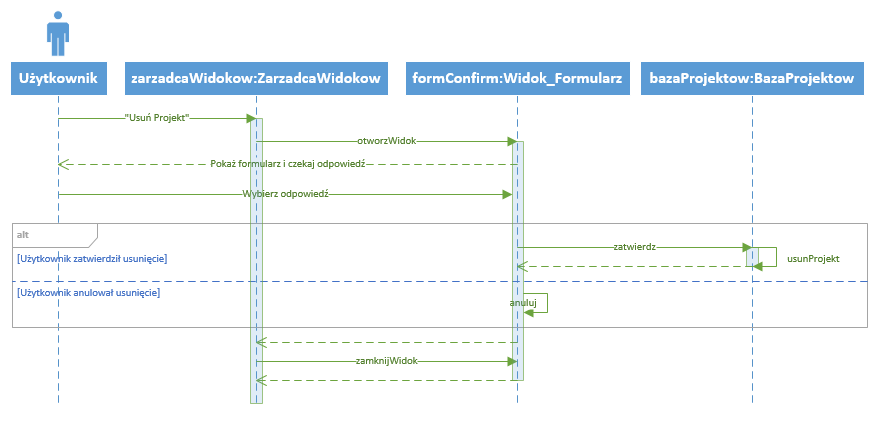 Użytkownik
zarzadcaWidokow:ZarzadcaWidokow
formConfirm:Widok_Formularz
bazaProjektow:BazaProjektow
"Usuń Projekt"
otworzWidok
Pokaż formularz i czekaj odpowiedź
Wybierz odpowiedź
alt
zatwierdz
[Użytkownik zatwierdził usunięcie]
usunProjekt
[Użytkownik anulował usunięcie]
anuluj
zamknijWidok